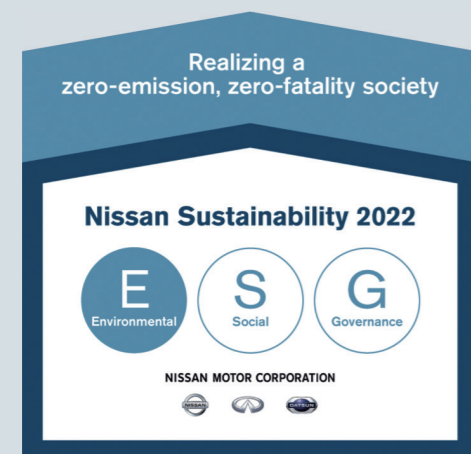 Realizing a
zero-emission, zero-fatality society
Nissan Sustainability 2022
E
Environmental
S
Social
G
Governance
NISSAN MOTOR CORPORATION
NISSAN
DATSUN